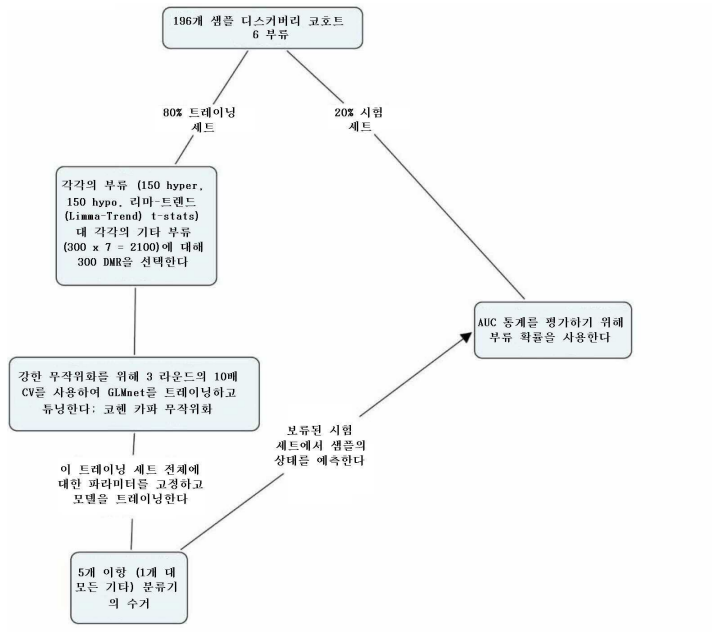 196개 샘플 디스커버리 코호트
6 부류
80% 트레이닝
세트
20% 시험
세트
각각의 부류 (150 hyper,
150 hypo, 리마-트렌드
(Limma-Trend) t-stats)
대 각각의 기타 부류
(300 x 7 = 2100)에 대해
300 DMR을 선택한다
AUC 통계를 평가하기 위해
부류 확률을 사용한다
강한 무작위화를 위해 3 라운드의 10배
CV를 사용하여 GLMnet를 트레이닝하고
튜닝한다; 코헨 카파 무작위화
보류된 시험
세트에서 샘플의
상태를 예측한다
이 트레이닝 세트 전체에
대한 파라미터를 고정하고
모델을 트레이닝한다
5개 이항 (1개 대
모든 기타) 분류기
의 수거